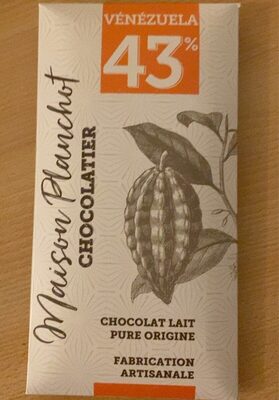 VÉNÉZUELA
43%
Maison Planchot
CHOCOLATIER
CHOCOLAT LAIT
PURE ORIGINE
FABRICATION
ARTISANALE